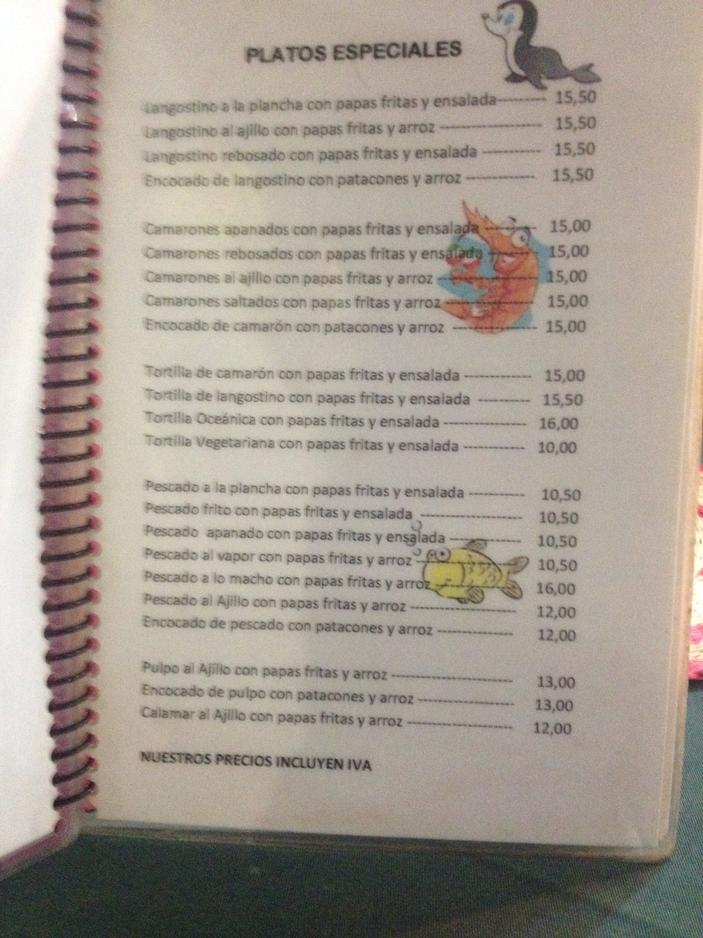 PLATOS ESPECIALES
Langostino a la plancha con papas fritas y ensalada--------- 15,50
Langostino al ajillo con papas fritas y arroz ------------------ 15,50
Langostino rebosado con papas fritas y ensalada ----------- 15,50
Encocado de langostino con patacones y arroz ------------- 15,50
Camarones apanados con papas fritas y ensalada ---------- 15,00
Camarones rebosados con papas fritas y ensalada --------- 15,00
Camarones al ajillo con papas fritas y arroz ------------------- 15,00
Camarones saltados con papas fritas y arroz ----------------- 15,00
Encocado de camarón con patacones y arroz --------------- 15,00
Tortilla de camarón con papas fritas y ensalada ------------ 15,00
Tortilla de langostino con papas fritas y ensalada ---------- 15,50
Tortilla Oceánica con papas fritas y ensalada --------------- 16,00
Tortilla Vegetariana con papas fritas y ensalada ----------- 10,00
Pescado a la plancha con papas fritas y ensalada ---------- 10,50
Pescado frito con papas fritas y ensalada ------------------- 10,50
Pescado apanado con papas fritas y ensalada ------------- 10,50
Pescado al vapor con papas fritas y arroz ------------------- 10,50
Pescado a lo macho con papas fritas y arroz --------------- 16,00
Pescado al Ajillo con papas fritas y arroz ------------------- 12,00
Encocado de pescado con patacones y arroz -------------- 12,00
Pulpo al Ajillo con papas fritas y arroz ---------------------- 13,00
Encocado de pulpo con patacones y arroz ----------------- 13,00
Calamar al Ajillo con papas fritas y arroz ------------------- 12,00
NUESTROS PRECIOS INCLUYEN IVA